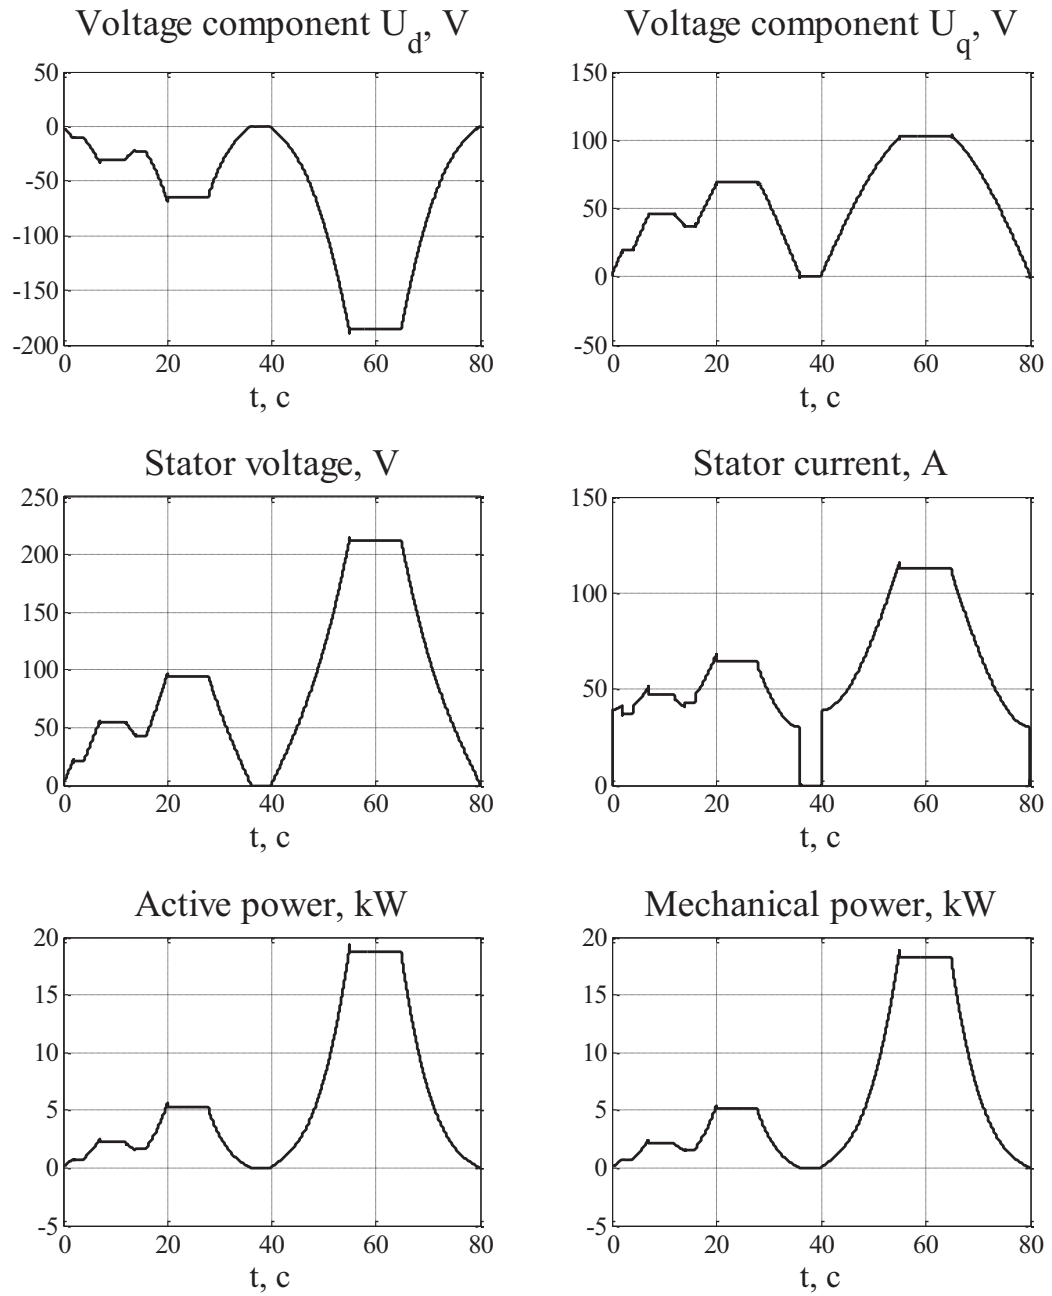 Voltage component U_d, V
Voltage component U_q, V
50
0
-50
-100
-150
-200
0 20 40 60 80
t, c
150
100
50
0
-50
0 20 40 60 80
t, c
Stator voltage, V
Stator current, A
250
200
150
100
50
0
0 20 40 60 80
t, c
150
100
50
0
0 20 40 60 80
t, c
Active power, kW
Mechanical power, kW
20
15
10
5
0
-5
0 20 40 60 80
t, c
20
15
10
5
0
-5
0 20 40 60 80
t, c